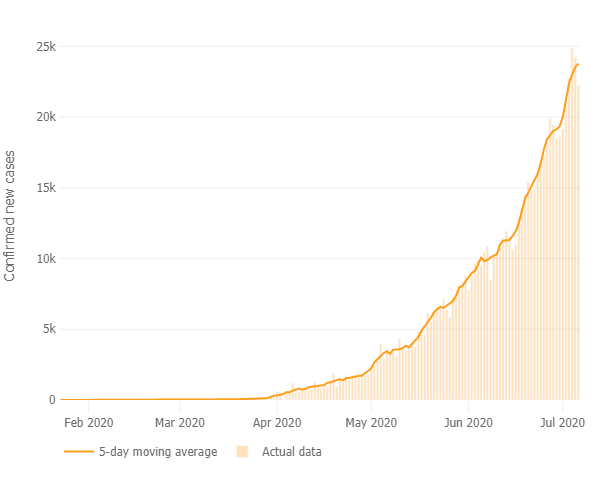 25k
20k
15k
10k
5k
0
Confirmed new cases
Feb 2020 Mar 2020 Apr 2020 May 2020 Jun 2020 Jul 2020
5-day moving average Actual data